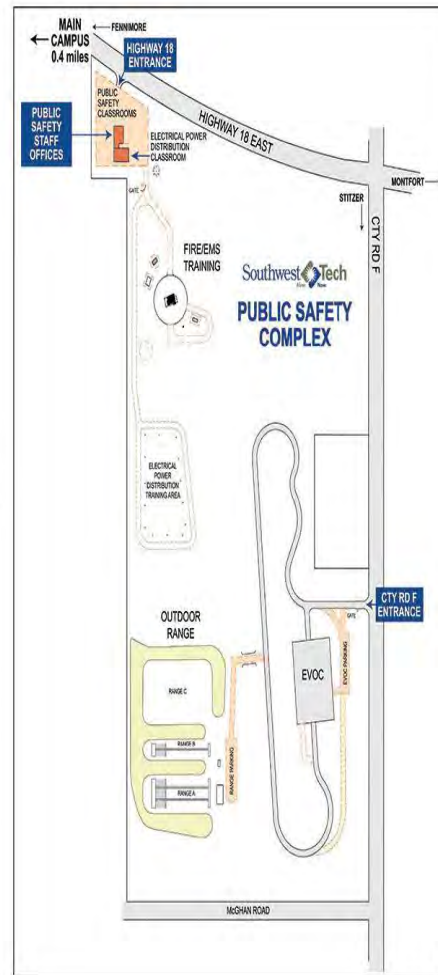 MAIN
CAMPUS
0.4 miles
FENNIMORE
HIGHWAY 18
ENTRANCE
PUBLIC
SAFETY
CLASSROOMS
PUBLIC
SAFETY
STAFF
OFFICES
ELECTRICAL POWER
DISTRIBUTION
CLASSROOM
HIGHWAY 18 EAST
MONTFORT
STITZER
CTY RD F
GATE
FIRE/EMS
TRAINING
Southwest Tech
PUBLIC SAFETY
COMPLEX
ELECTRICAL
POWER
DISTRIBUTION
TRAINING AREA
CTY RD F
ENTRANCE
GATE
OUTDOOR
RANGE
EVOC
EVOC PARKING
RANGE C
RANGE B
RANGE A
RANGE PARKING
McGHAN ROAD